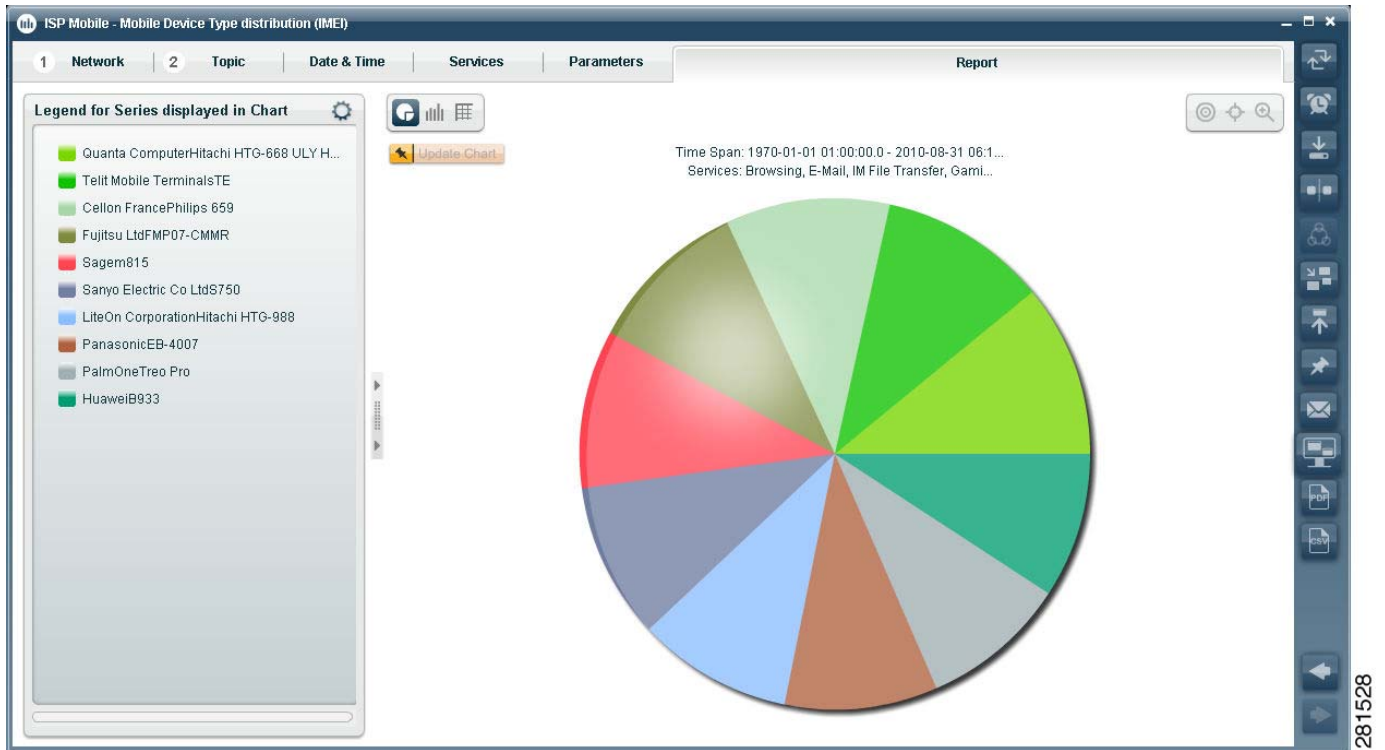 ISP Mobile - Mobile Device Type distribution (IMEI)
1 Network 2 Topic Date & Time Services Parameters Report
Legend for Series displayed in Chart
Quanta ComputerHitachi HTG-668 ULY H...
Telit Mobile TerminalsTE
Cellon FrancePhilips 659
Fujitsu LtdFMP07-CMMR
Sagem815
Sanyo Electric Co LtdS750
LiteOn CorporationHitachi HTG-988
PanasonicEB-4007
PalmOneTreo Pro
HuaweiB933
Update Chart
Time Span: 1970-01-01 01:00:00.0 - 2010-08-31 06:1...
Services: Browsing, E-Mail, IM File Transfer, Gami...
PDF
CSV
281528